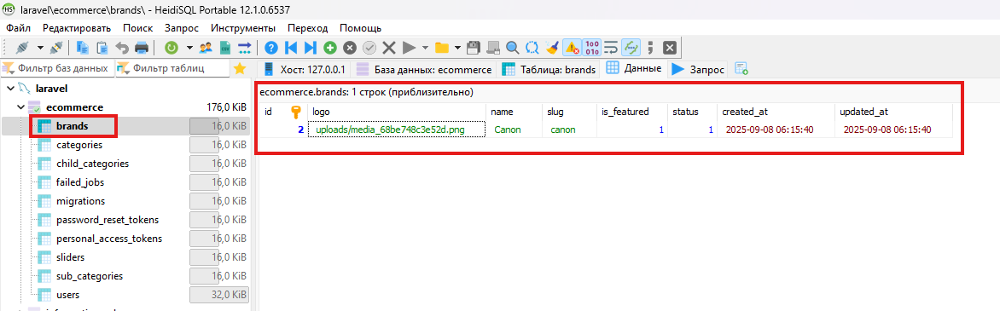 laravel\ecommerce\brands\ - HeidiSQL Portable 12.1.0.6537
Файл Редактировать Поиск Запрос Инструменты Переход Помощь
Фильтр баз данных Фильтр таблиц Хост: 127.0.0.1 База данных: ecommerce Таблица: brands Данные Запрос
laravel
ecommerce 176,0 KiB
brands 16,0 KiB
categories 16,0 KiB
child_categories 16,0 KiB
failed_jobs 16,0 KiB
migrations 16,0 KiB
password_reset_tokens 16,0 KiB
personal_access_tokens 16,0 KiB
sliders 16,0 KiB
sub_categories 16,0 KiB
users 32,0 KiB
ecommerce.brands: 1 строк (приблизительно)
id logo name slug is_featured status created_at updated_at
2 uploads/media_68be748c3e52d.png Canon canon 1 1 2025-09-08 06:15:40 2025-09-08 06:15:40